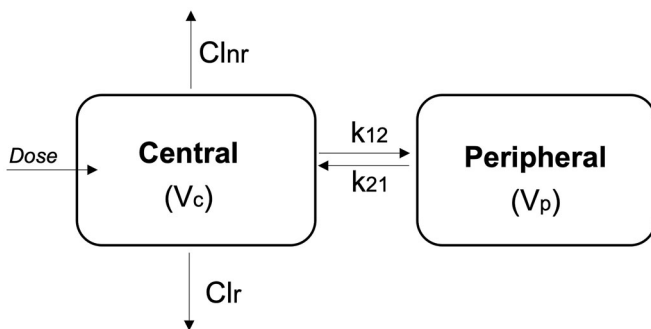 Clnr
Dose
Central
(Vc)
k12
k21
Peripheral
(Vp)
Clr